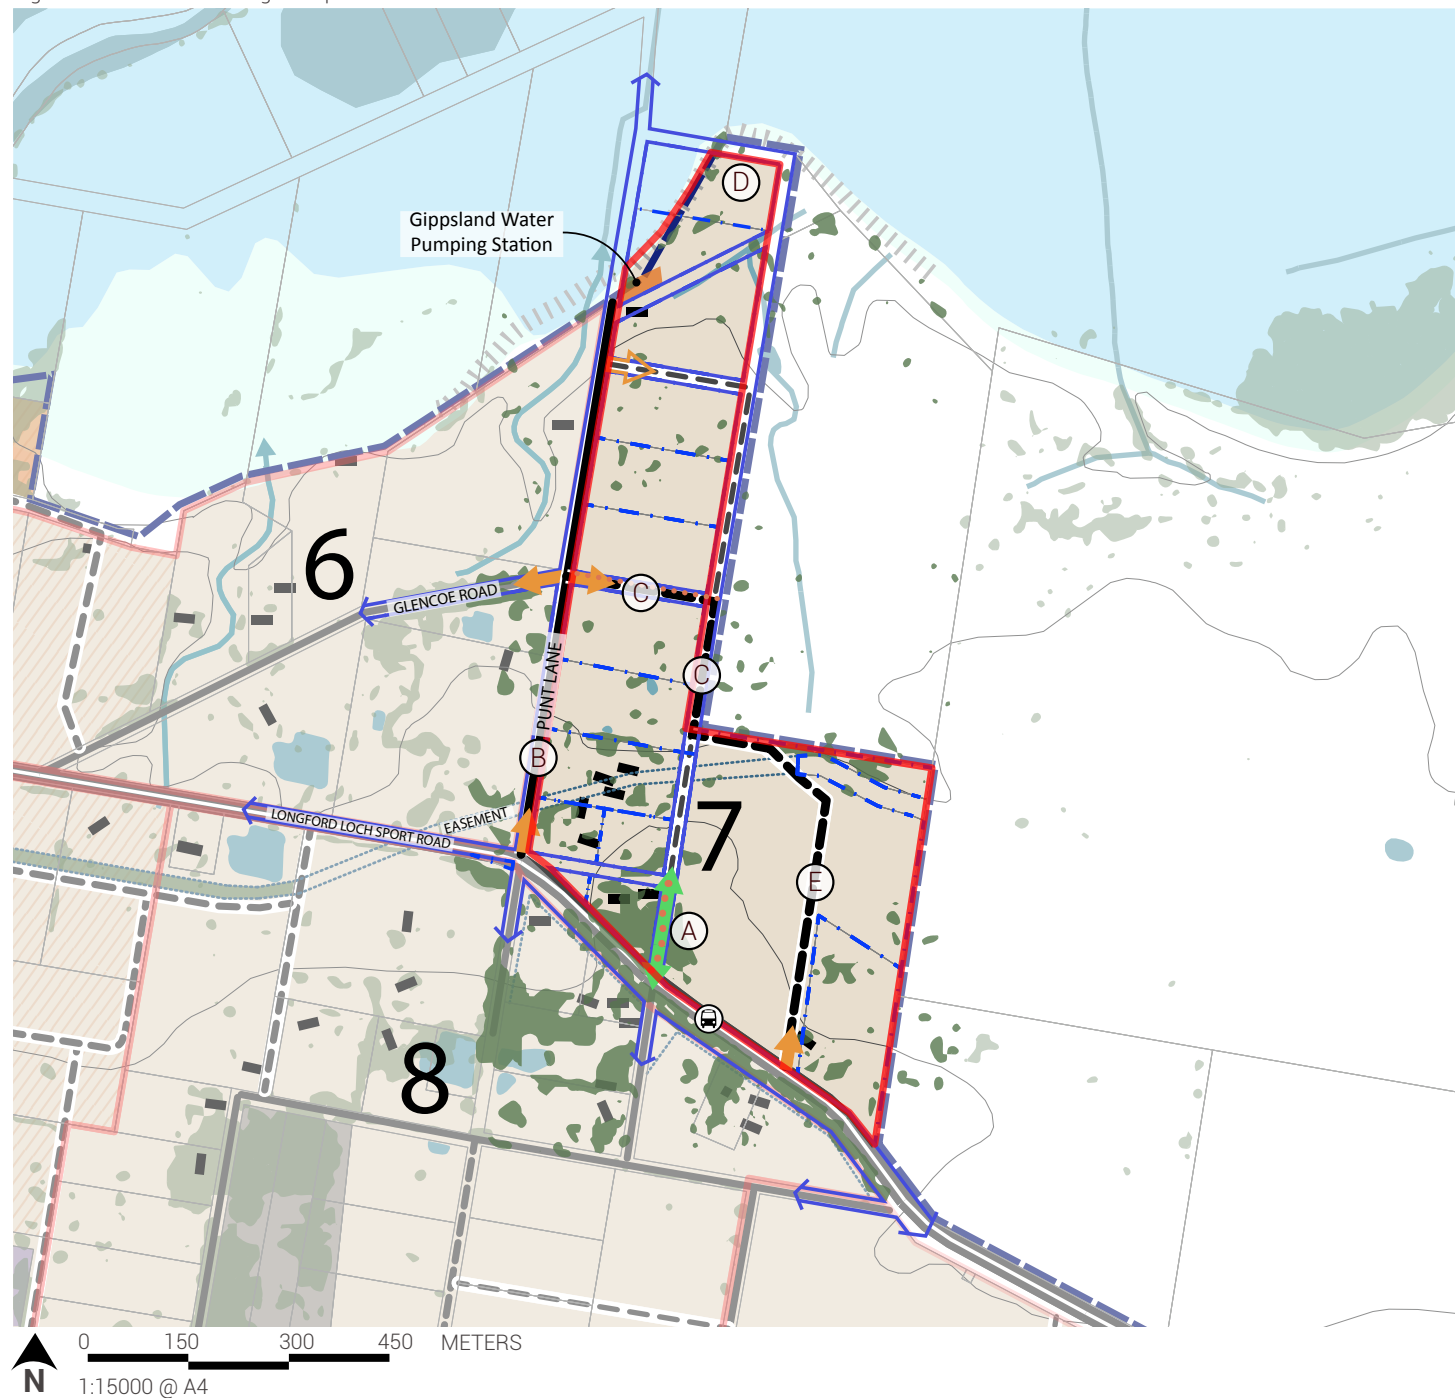 Gippsland Water
Pumping Station
D
6
GLENCOE ROAD
C
C
PUNT LANE
B
EASEMENT
LONGFORD LOCH SPORT ROAD
7
E
A
8
0 150 300 450 METERS
N
1:15000 @ A4